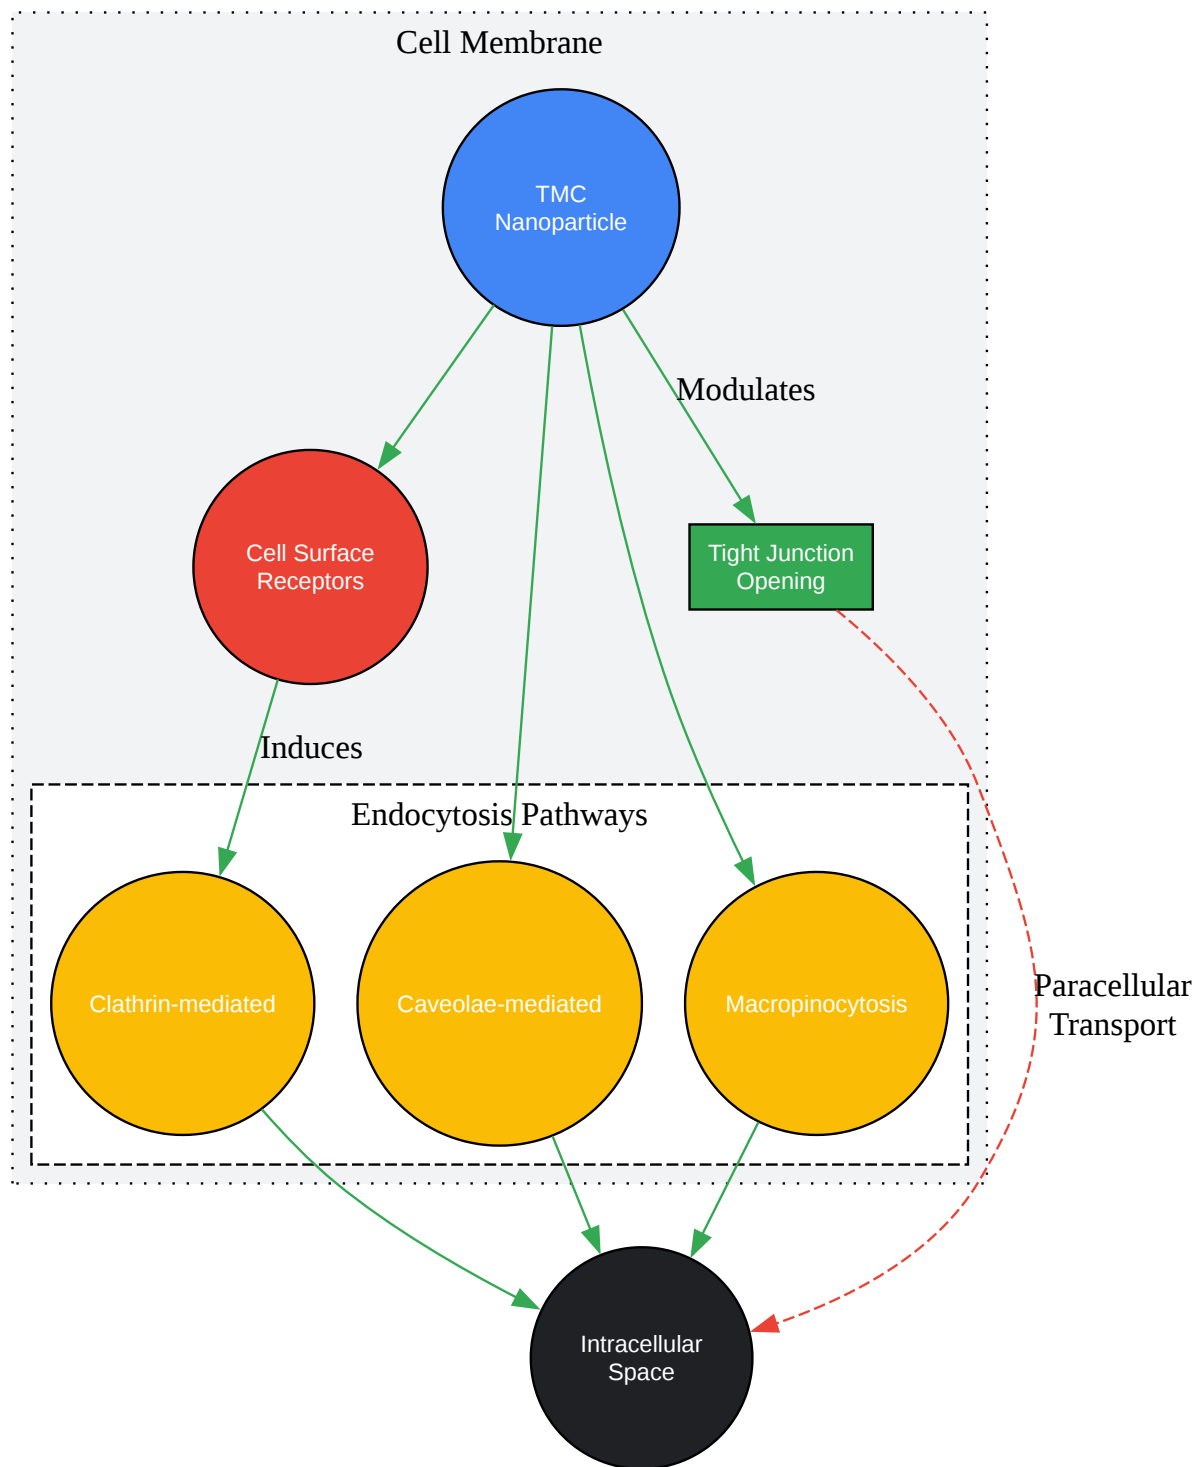 Cell Membrane
TMC
Nanoparticle
Modulates
Cell Surface
Receptors
Tight Junction
Opening
Induces
Endocytosis Pathways
Clathrin-mediated
Caveolae-mediated
Macropinocytosis
Paracellular
Transport
Intracellular
Space